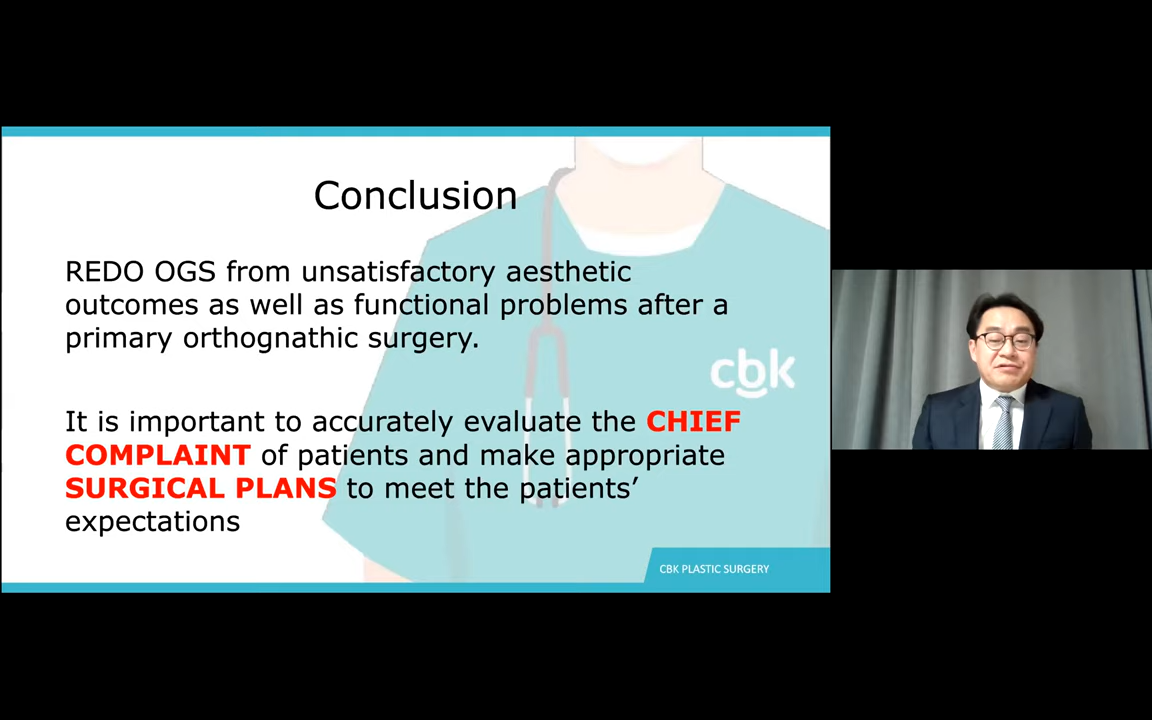 Conclusion
REDO OGS from unsatisfactory aesthetic
outcomes as well as functional problems after a
primary orthognathic surgery.
It is important to accurately evaluate the CHIEF
COMPLAINT of patients and make appropriate
SURGICAL PLANS to meet the patients’
expectations
cbk
CBK PLASTIC SURGERY